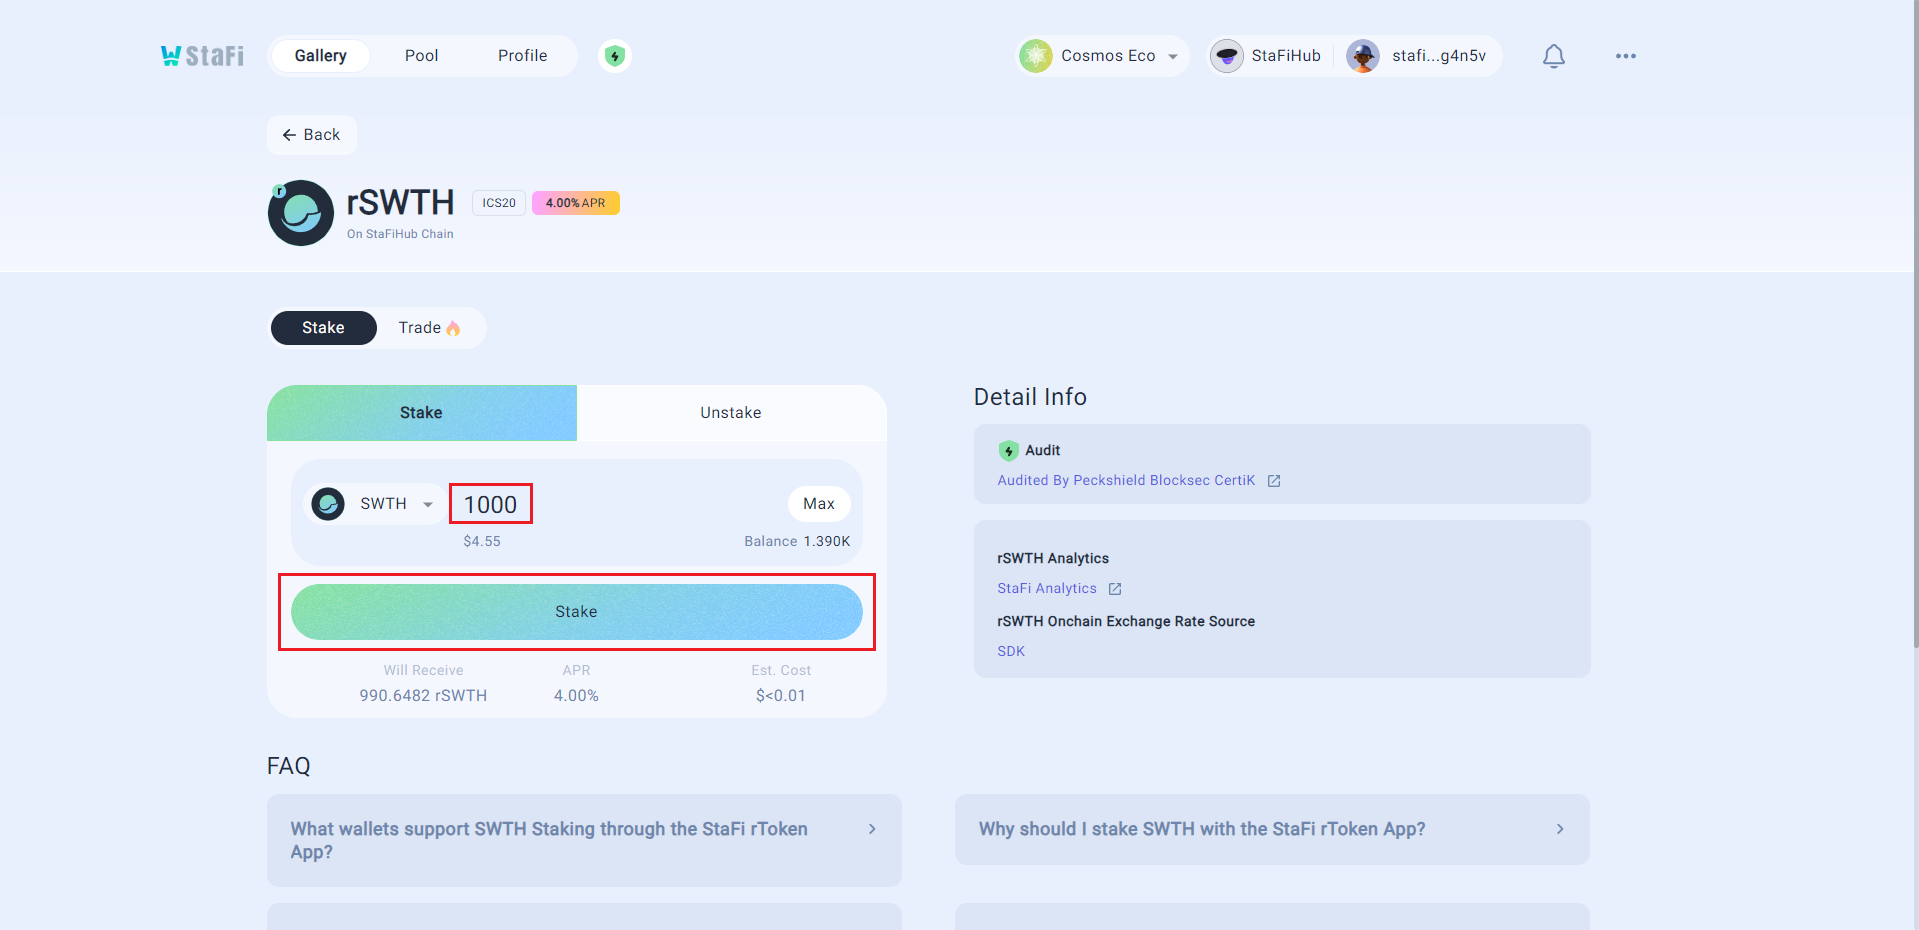 StaFi
Gallery
Pool
Profile
Cosmos Eco
StaFiHub
stafi...g4n5v
Back
r
rSWTH
ICS20
4.00% APR
On StaFiHub Chain
Stake
Trade
Stake
Unstake
SWTH
1000
Max
$4.55
Balance 1.390K
Stake
Will Receive
APR
Est. Cost
990.6482 rSWTH
4.00%
$<0.01
Detail Info
Audit
Audited By Peckshield Blocksec CertiK
rSWTH Analytics
StaFi Analytics
rSWTH Onchain Exchange Rate Source
SDK
FAQ
What wallets support SWTH Staking through the StaFi rToken
App?
Why should I stake SWTH with the StaFi rToken App?